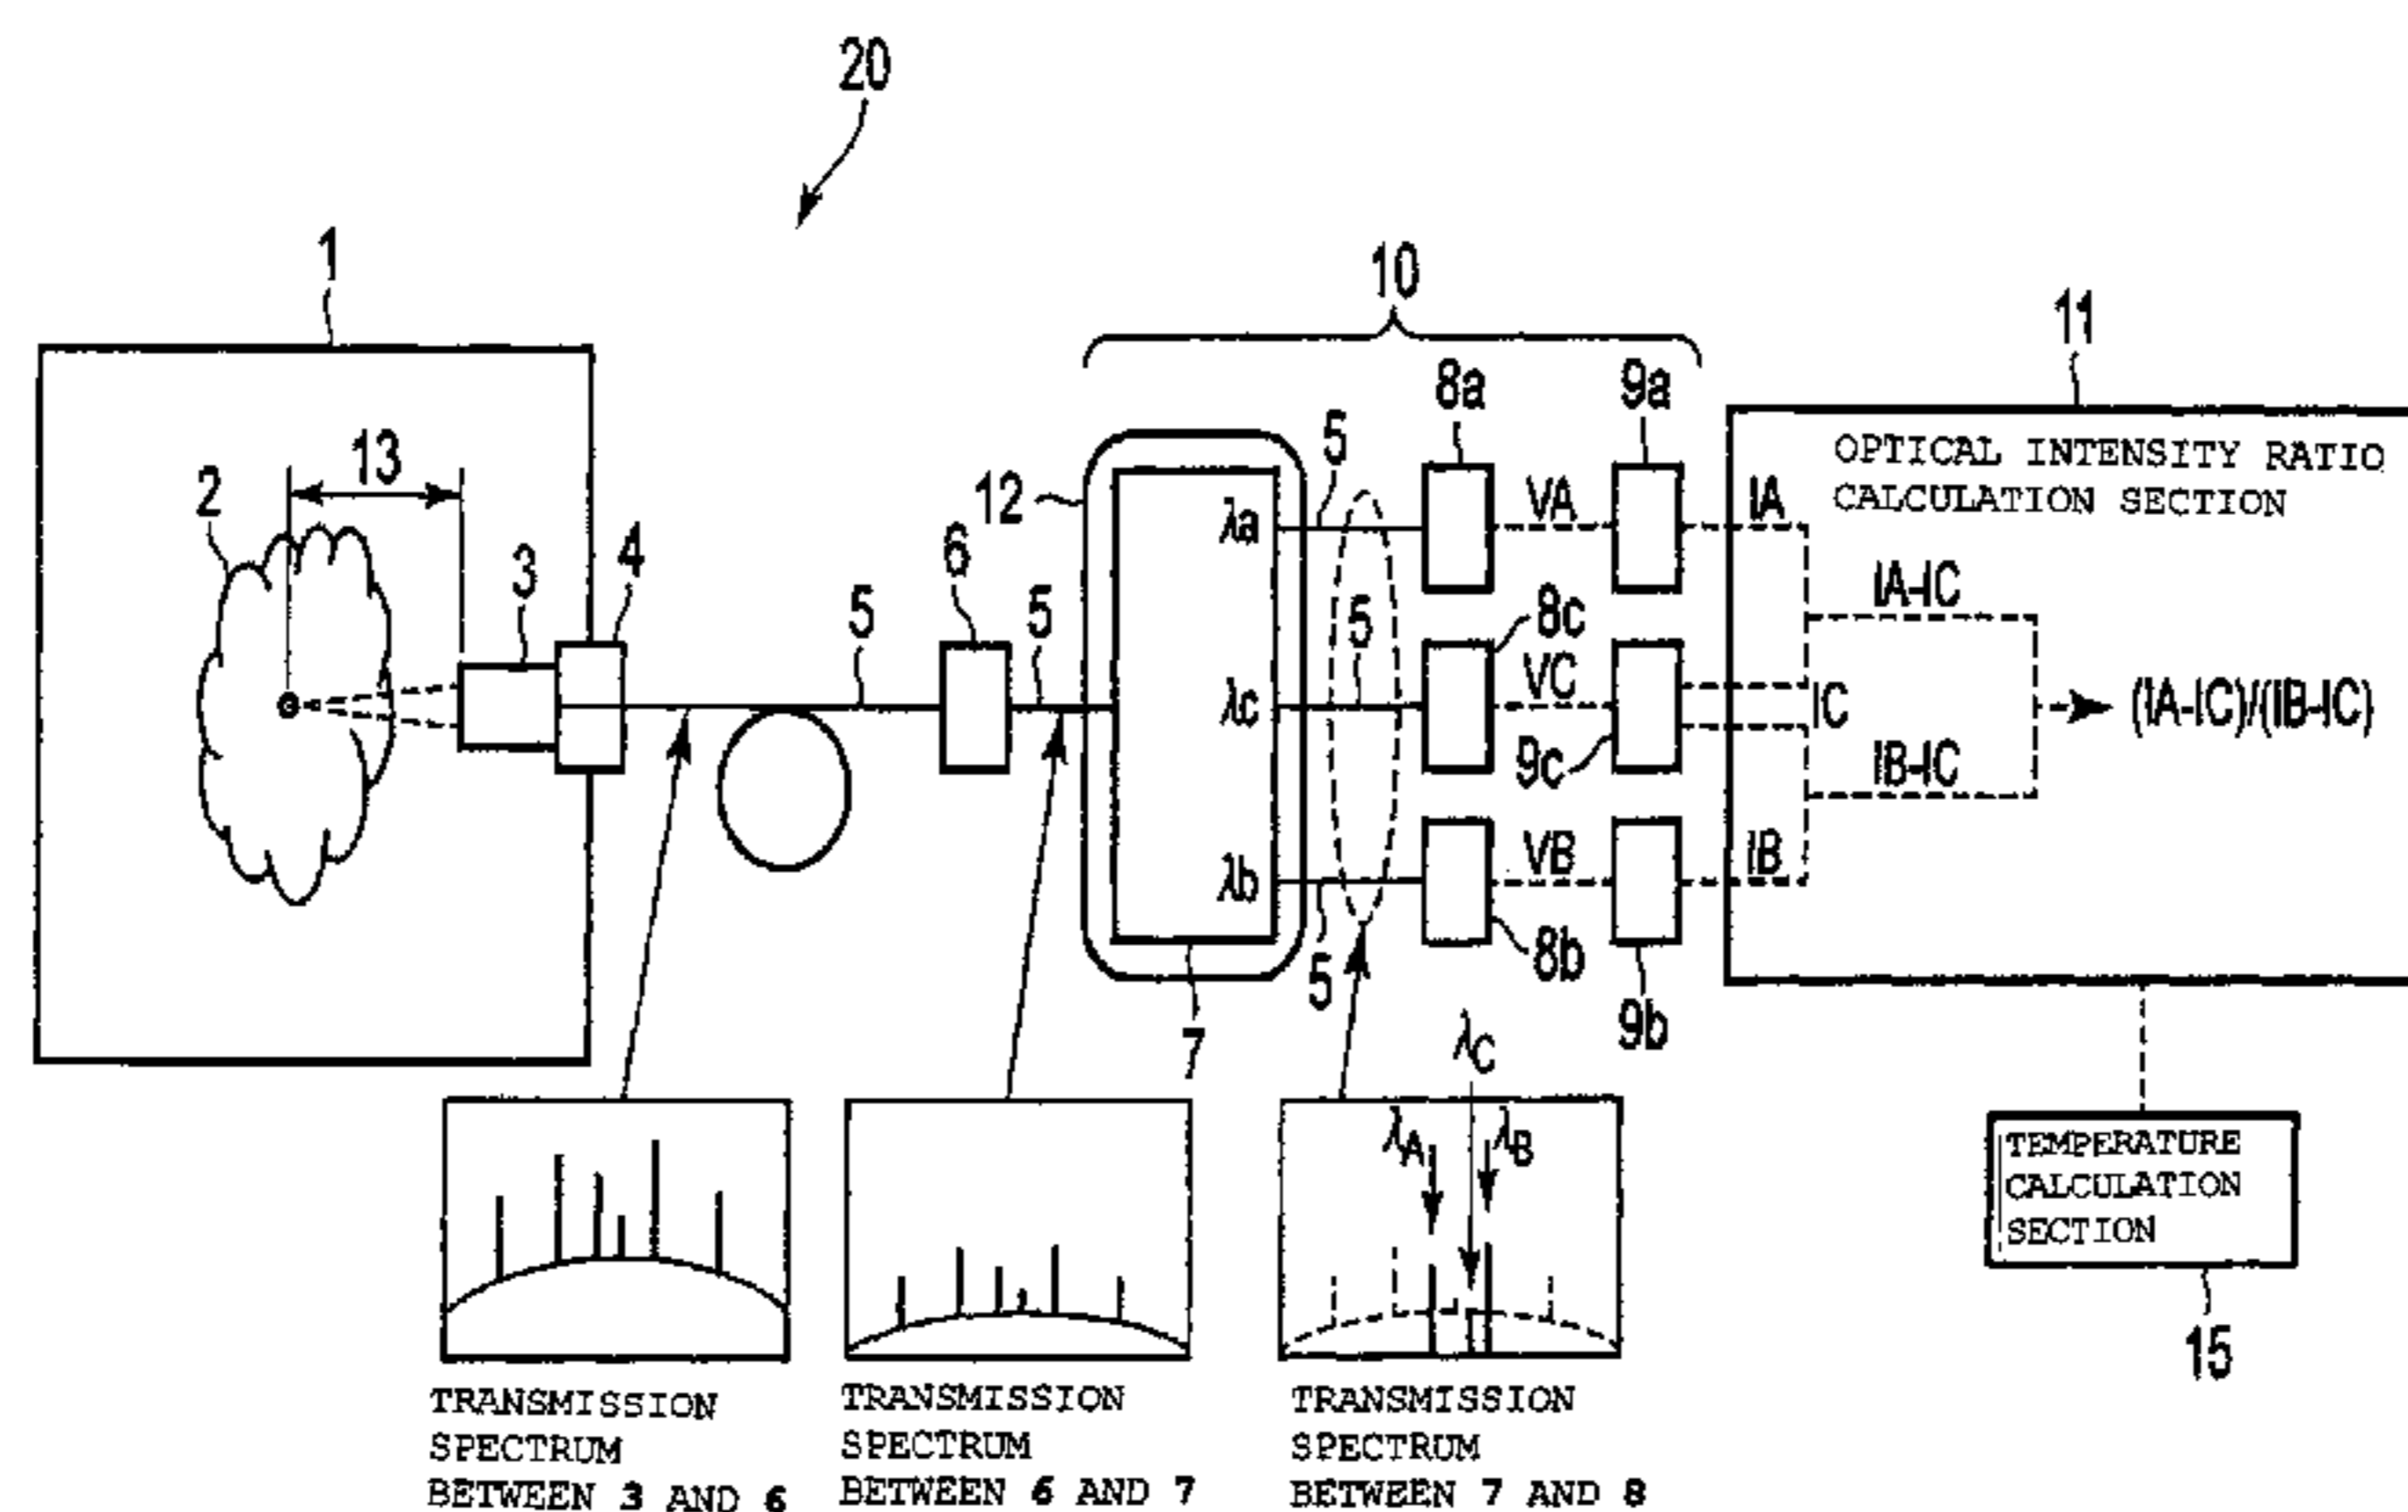 20
1
10
11
8a
9a
5
OPTICAL INTENSITY RATIO
CALCULATION SECTION
13
2
12
λa
VA
IA
3
4
6
IA-IC
5
5
5
8c
λc
VC
IC
(IA-IC)/(IB-IC)
9c
IB-IC
λb
VB
IB
5
8b
9b
7
λC
λA
λB
TEMPERATURE
CALCULATION
SECTION
15
TRANSMISSION
SPECTRUM
BETWEEN 3 AND 6
TRANSMISSION
SPECTRUM
BETWEEN 6 AND 7
TRANSMISSION
SPECTRUM
BETWEEN 7 AND 8